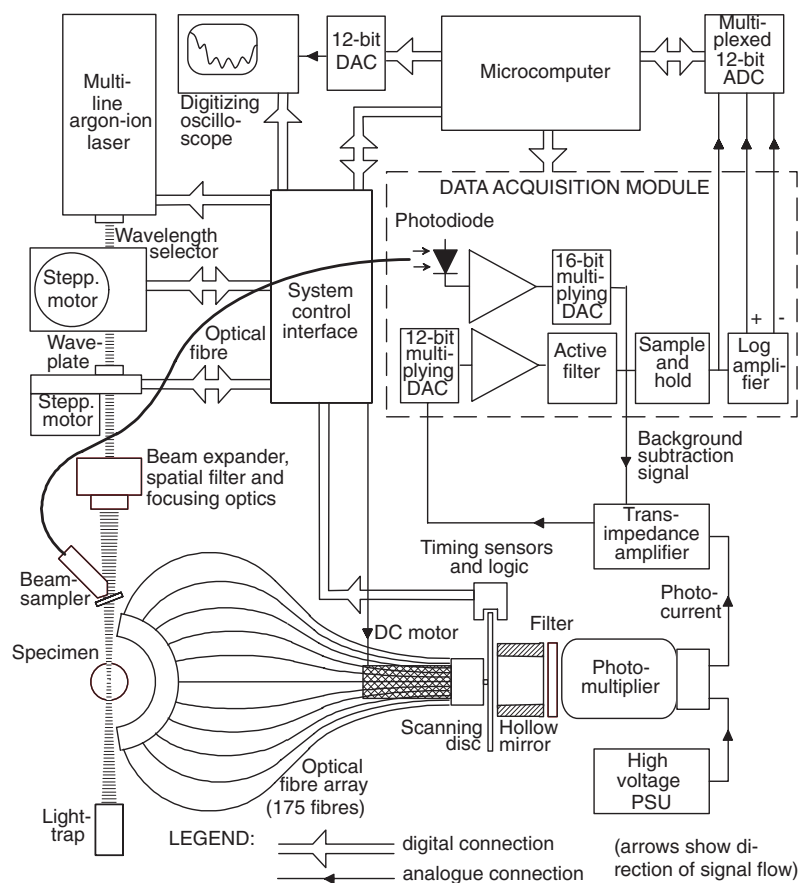 Multi-
line
argon-ion
laser
Digitizing
oscillo-
scope
12-bit
DAC
Microcomputer
Multi-
plexed
12-bit
ADC
DATA ACQUISITION MODULE
Photodiode
16-bit
multi-
plying
DAC
12-bit
multi-
plying
DAC
Active
filter
Sample
and
hold
+ -
Log
ampli-
fier
Wavelength
selector
Stepp.
motor
System
control
interface
Optical
fibre
Wave-
plate
Stepp.
motor
Background
subtraction
signal
Beam expander,
spatial filter and
focusing optics
Trans-
impedance
amplifier
Timing sensors
and logic
Beam-
sampler
Photo-
current
Specimen
DC motor
Filter
Photo-
multiplier
Scanning
disc
Hollow
mirror
Optical
fibre array
(175 fibres)
High
voltage
PSU
Light-
trap
LEGEND:
digital connection
analogue connection
(arrows show di-
rection of signal flow)